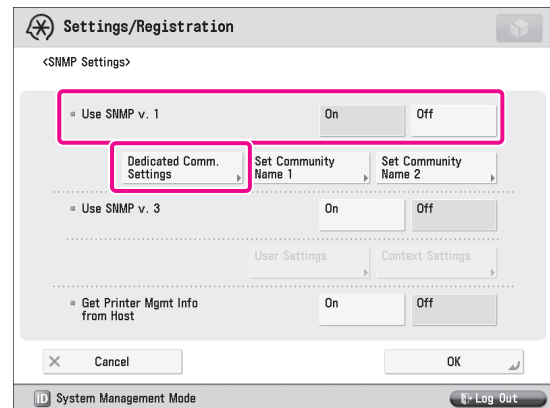 Settings/Registration
<SNMP Settings>
Use SNMP v. 1 On Off
Dedicated Comm. Settings Set Community Name 1 Set Community Name 2
Use SNMP v. 3 On Off
User Settings Context Settings
Get Printer Mgmt Info from Host On Off
Cancel OK
ID System Management Mode Log Out